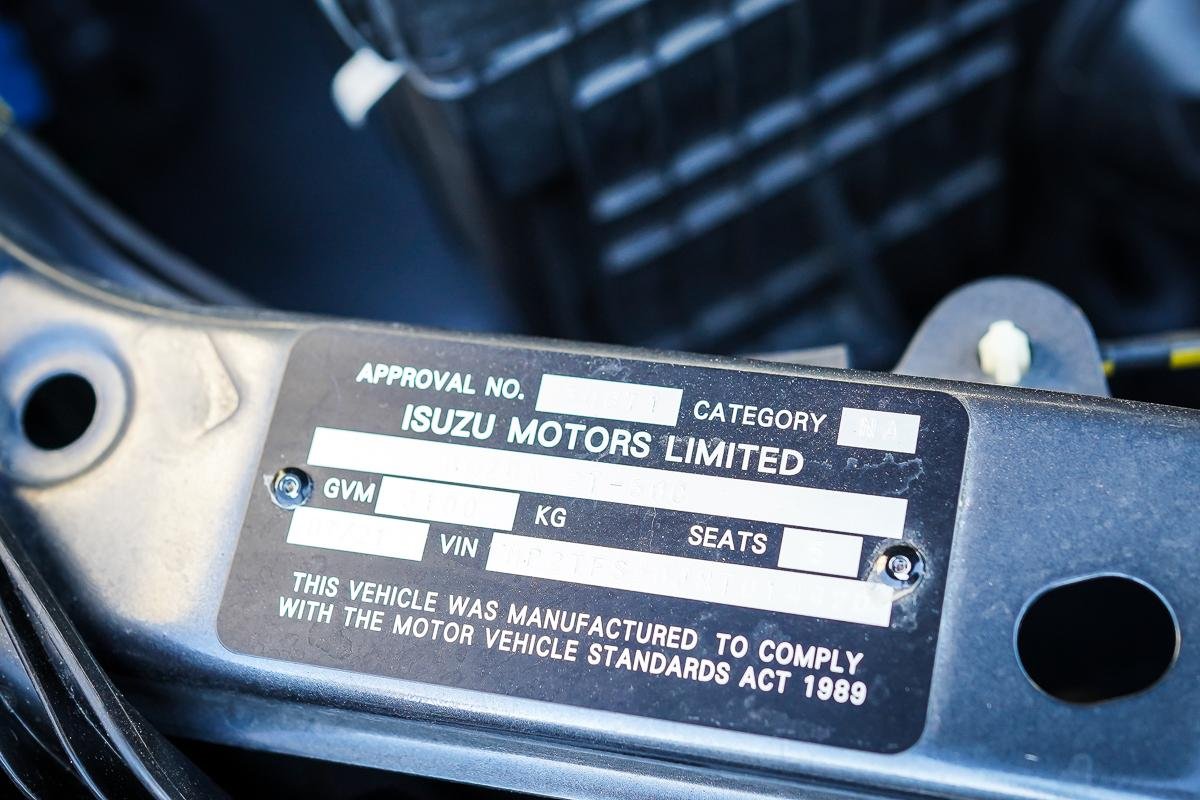 APPROVAL NO. CATEGORY NA
ISUZU MOTORS LIMITED
GVM KG SEATS
VIN
THIS VEHICLE WAS MANUFACTURED TO COMPLY
WITH THE MOTOR VEHICLE STANDARDS ACT 1989